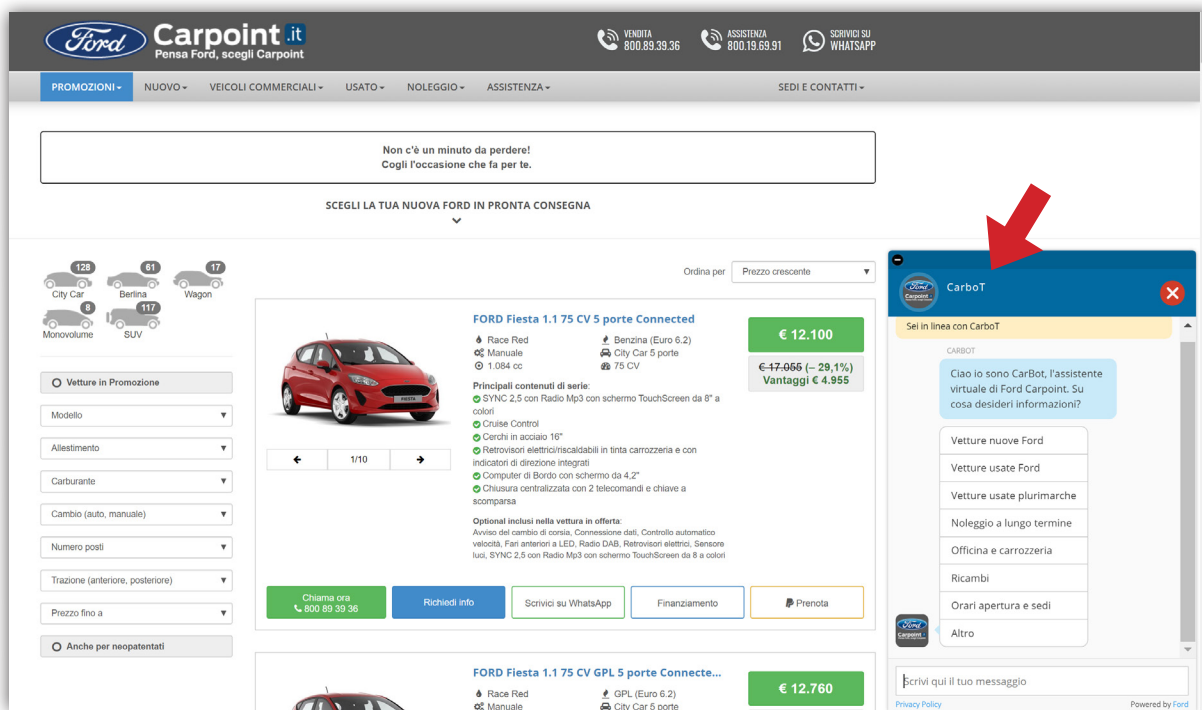 Ford
Carpoint.it
Pensa Ford, scegli Carpoint
VENDITA
800.89.39.36
ASSISTENZA
800.19.69.91
SCRIVICI SU
WHATSAPP
PROMOZIONI
NUOVO
VEICOLI COMMERCIALI
USATO
NOLEGGIO
ASSISTENZA
SEDI E CONTATTI
Non c'è un minuto da perdere!
Cogli l'occasione che fa per te.
SCEGLI LA TUA NUOVA FORD IN PRONTA CONSEGNA
128
City Car
61
Berlina
17
Wagon
8
Monovolume
117
SUV
Vetture in Promozione
Modello
Allestimento
Carburante
Cambio (auto, manuale)
Numero posti
Trazione (anteriore, posteriore)
Prezzo fino a
Anche per neopatentati
Ordina per
Prezzo crescente
FIESTA
1/10
FORD Fiesta 1.1 75 CV 5 porte Connected
Race Red
Benzina (Euro 6.2)
Manuale
City Car 5 porte
1.084 cc
75 CV
Principali contenuti di serie:
SYNC 2,5 con Radio Mp3 con schermo TouchScreen da 8" a
colori
Cruise Control
Cerchi in acciaio 16"
Retrovisori elettrici/riscaldabili in tinta carrozzeria e con
indicatori di direzione integrati
Computer di Bordo con schermo da 4,2"
Chiusura centralizzata con 2 telecomandi e chiave a
scomparsa
Optional inclusi nella vettura in offerta:
Avviso del cambio di corsia, Connessione dati, Controllo automatico
velocità, Fari anteriori a LED, Radio DAB, Retrovisori elettrici, Sensore
luci, SYNC 2,5 con Radio Mp3 con schermo TouchScreen da 8 a colori
€ 12.100
€ 17.055 (– 29,1%)
Vantaggi € 4.955
Chiama ora
800 89 39 36
Richiedi info
Scrivici su WhatsApp
Finanziamento
Prenota
FORD Fiesta 1.1 75 CV GPL 5 porte Connecte...
Race Red
GPL (Euro 6.2)
Manuale
City Car 5 porte
€ 12.760
Ford
Carpoint
CarboT
Sei in linea con CarboT
CARBOT
Ciao io sono CarBot, l'assistente
virtuale di Ford Carpoint. Su
cosa desideri informazioni?
Vetture nuove Ford
Vetture usate Ford
Vetture usate plurimarche
Noleggio a lungo termine
Officina e carrozzeria
Ricambi
Orari apertura e sedi
Altro
Ford
Carpoint
Scrivi qui il tuo messaggio
Privacy Policy
Powered by Ford